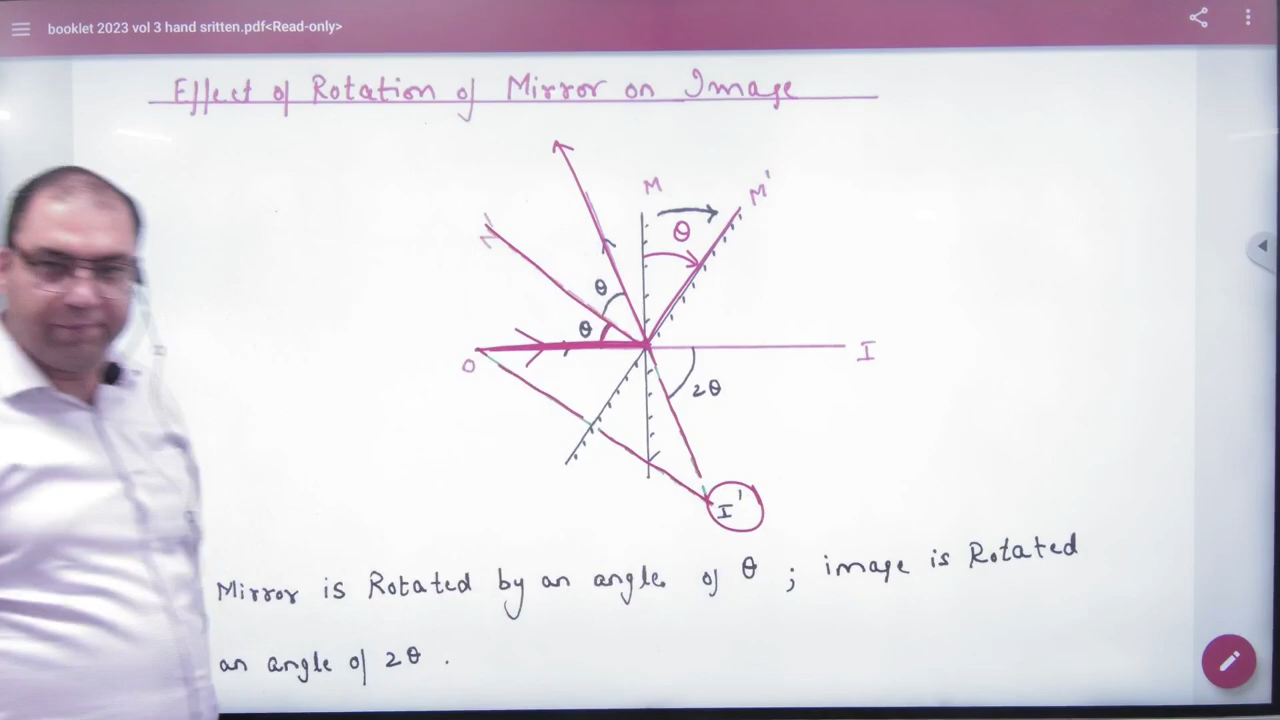 booklet 2023 vol 3 hand sritten.pdf<Read-only>
Effect of Rotation of Mirror on Image
M
M'
θ
θ
θ
O
I
2θ
I'
Mirror is Rotated by an angle of θ ; image is Rotated
an angle of 2θ .